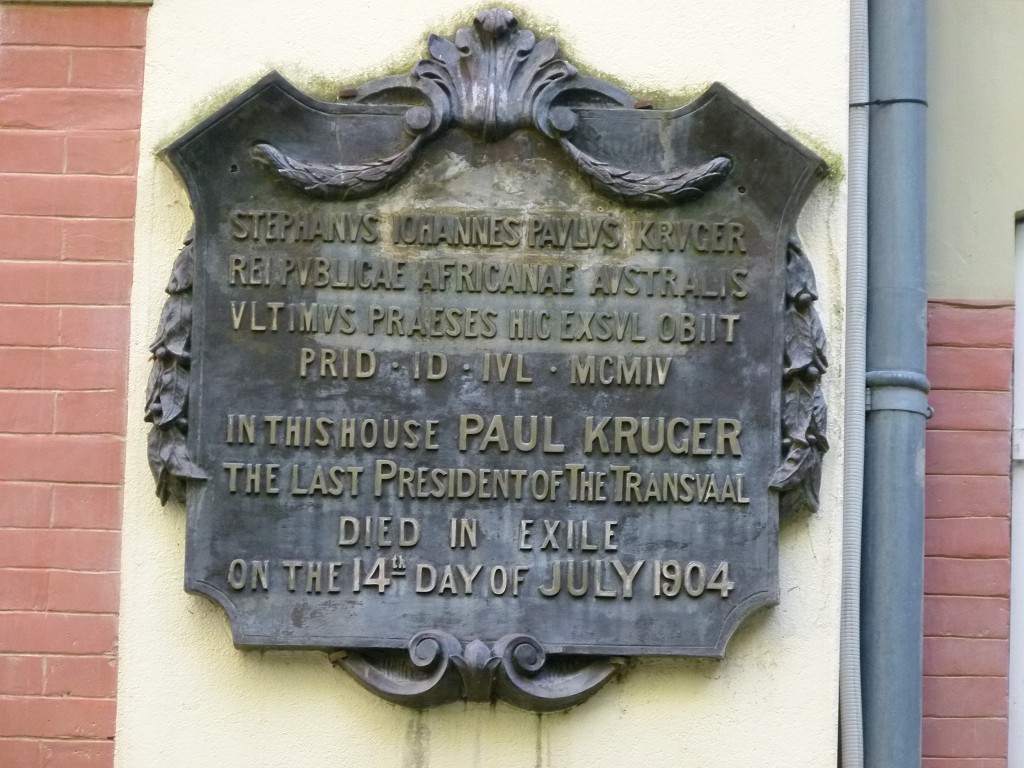 STEPHANVS IOHANNES PAVLVS KRVGER
REI PVBLICAE AFRICANAE AVSTRALIS
VLTIMVS PRAESES HIC EXSVL OBIIT
PRID · ID · IVL · MCMIV
IN THIS HOUSE PAUL KRUGER
THE LAST PRESIDENT OF THE TRANSVAAL
DIED IN EXILE
ON THE 14th DAY OF JULY 1904